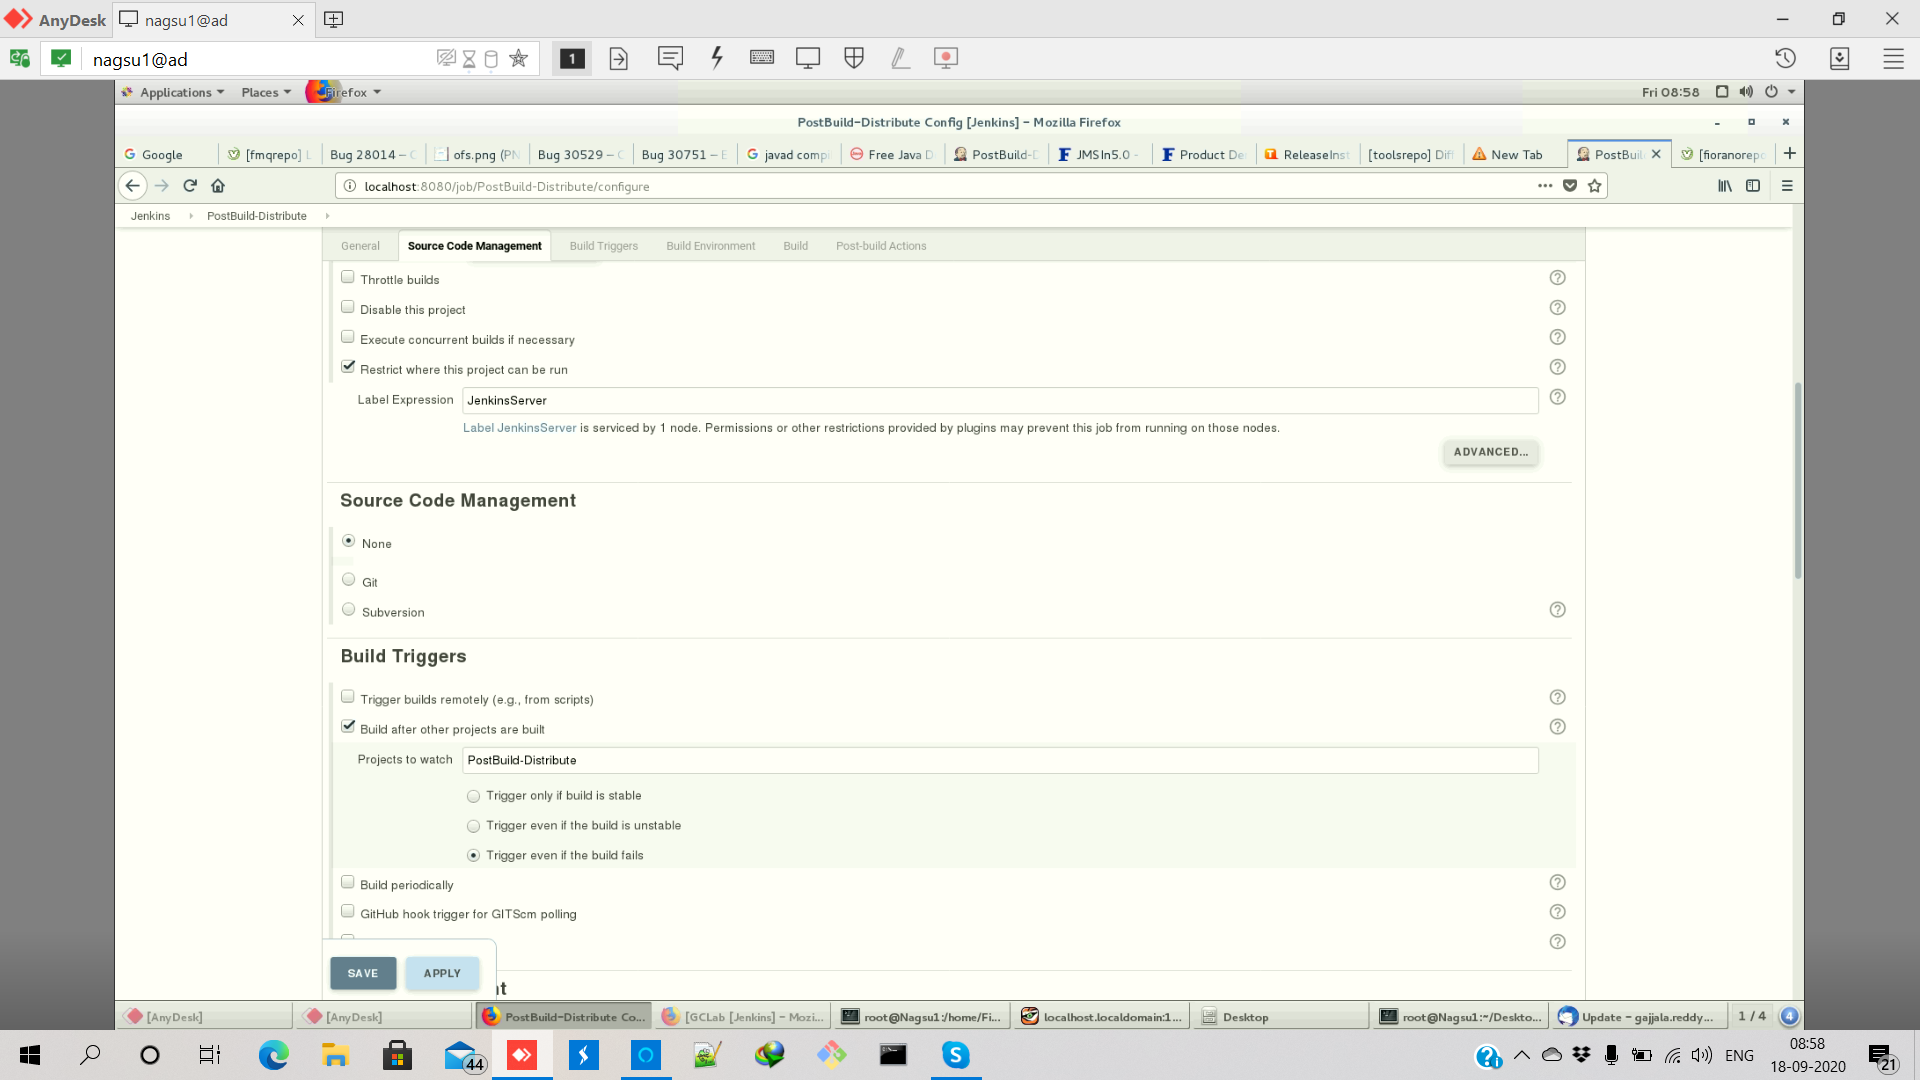 AnyDesk
nagsu1@ad
nagsu1@ad
1
Applications
Places
Firefox
Fri 08:58
PostBuild-Distribute Config [Jenkins] - Mozilla Firefox
Google
[fmqrepo] L
Bug 28014 – C
ofs.png (PN
Bug 30529 – C
Bug 30751 – E
javad compi
Free Java D
PostBuild-D
JMSIn5.0 -
Product De
ReleaseInst
[toolsrepo] Dif
New Tab
PostBuil
[fioranorepo
localhost:8080/job/PostBuild-Distribute/configure
Jenkins
PostBuild-Distribute
General
Source Code Management
Build Triggers
Build Environment
Build
Post-build Actions
Throttle builds
Disable this project
Execute concurrent builds if necessary
Restrict where this project can be run
Label Expression
JenkinsServer
Label JenkinsServer is serviced by 1 node. Permissions or other restrictions provided by plugins may prevent this job from running on those nodes.
ADVANCED...
Source Code Management
None
Git
Subversion
Build Triggers
Trigger builds remotely (e.g., from scripts)
Build after other projects are built
Projects to watch
PostBuild-Distribute
Trigger only if build is stable
Trigger even if the build is unstable
Trigger even if the build fails
Build periodically
GitHub hook trigger for GITScm polling
SAVE
APPLY
nt
[AnyDesk]
[AnyDesk]
PostBuild-Distribute Co...
[GCLab [Jenkins] – Mozi...
root@Nagsu1:/home/Fi...
localhost.localdomain:1...
Desktop
root@Nagsu1:~/Deskto...
Update – gajjala.reddy...
1 / 4
4
44
ENG
08:58
18-09-2020
21